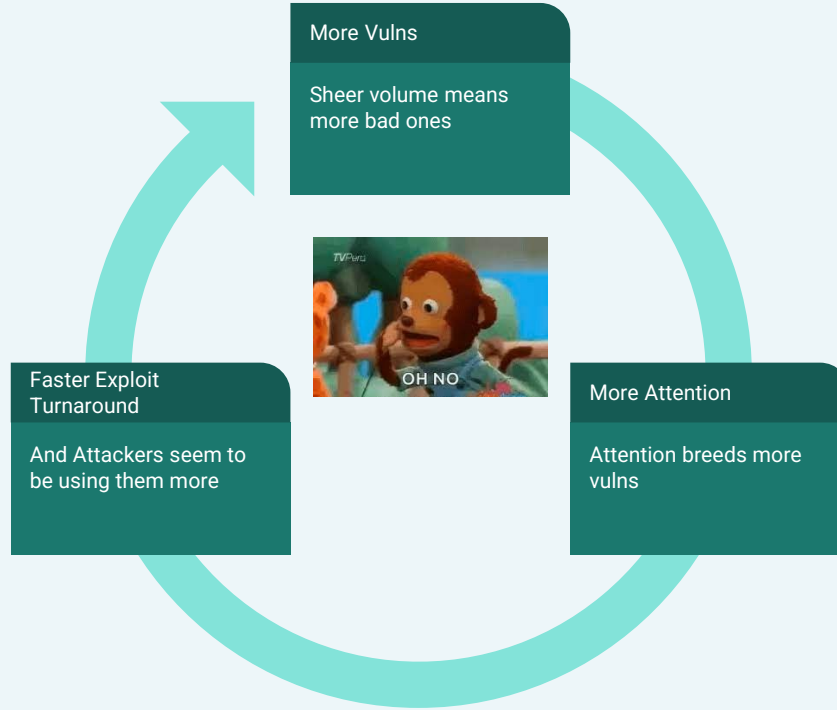 More Vulns
Sheer volume means
more bad ones
TVPerú
OH NO
Faster Exploit
Turnaround
And Attackers seem to
be using them more
More Attention
Attention breeds more
vulns